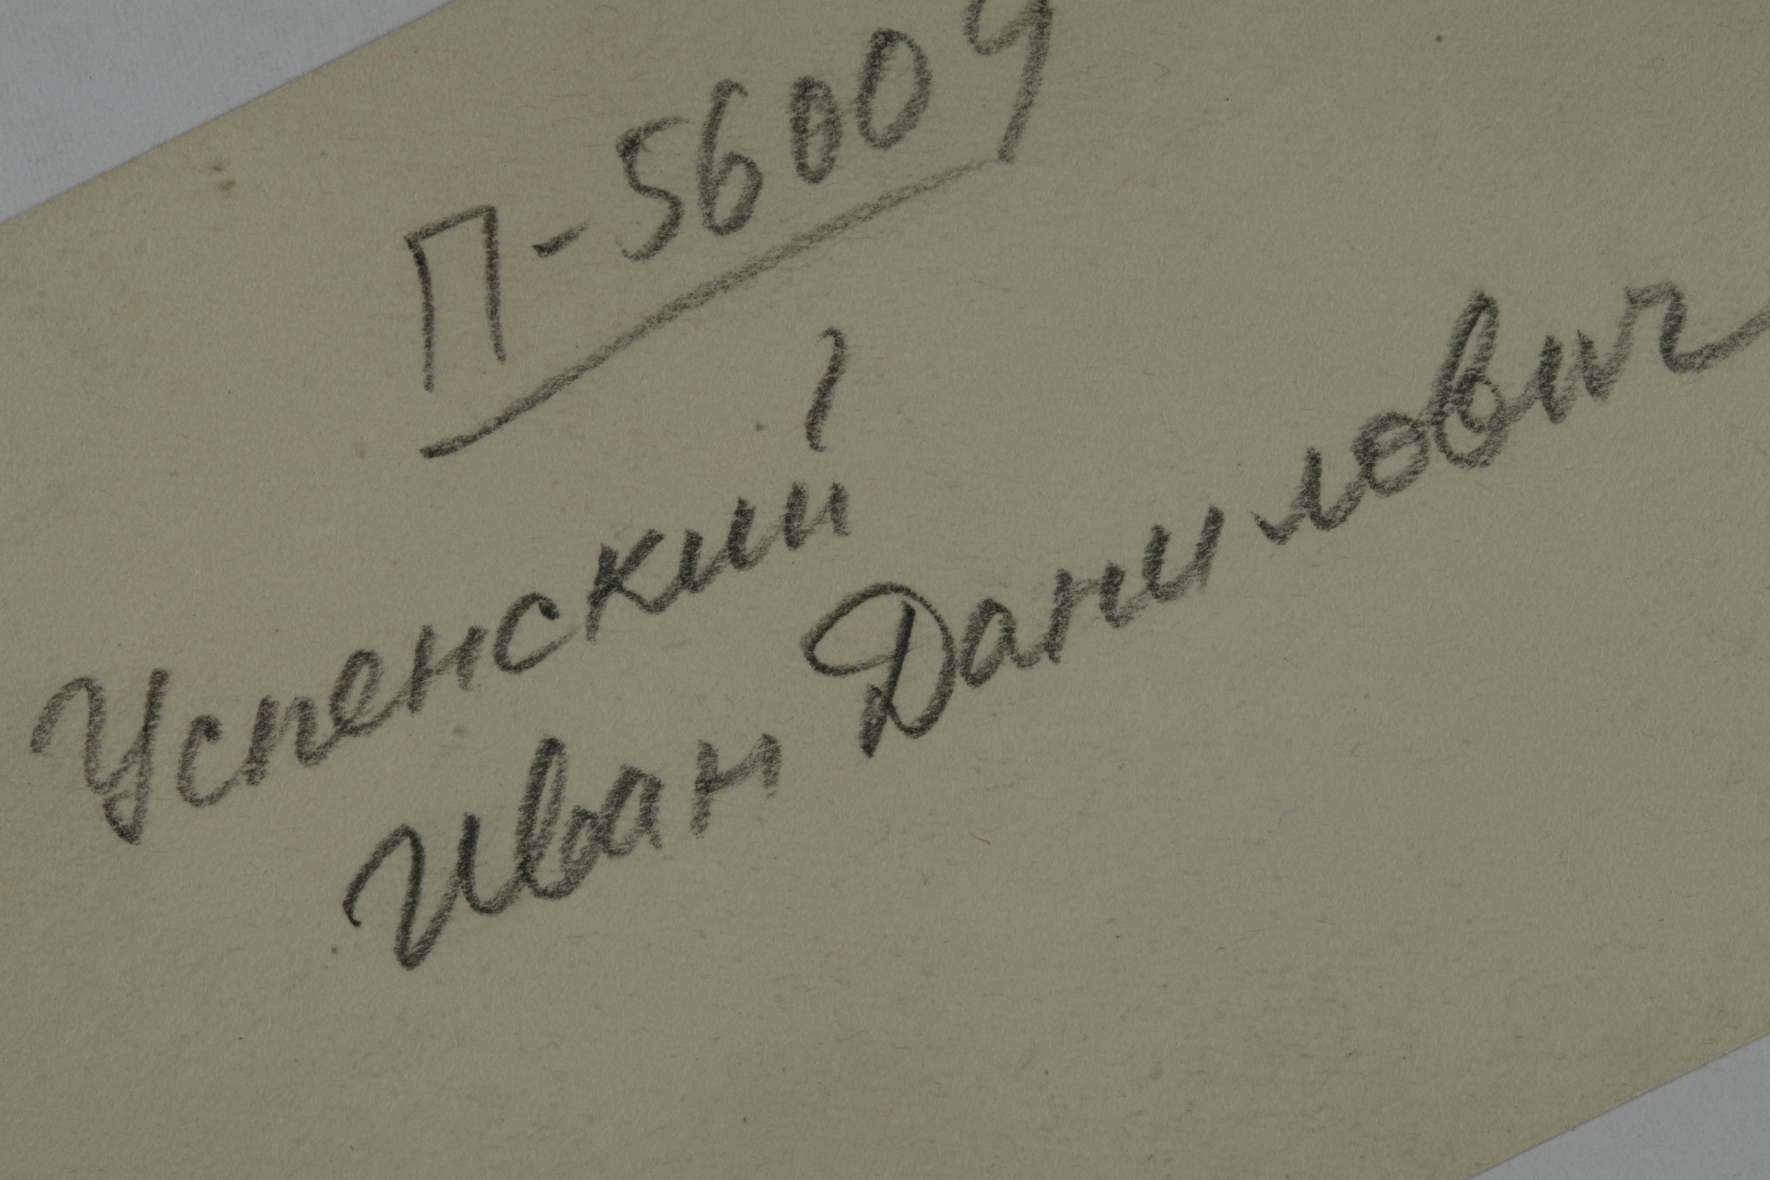 П-56009
Успенский
Иван Данилович